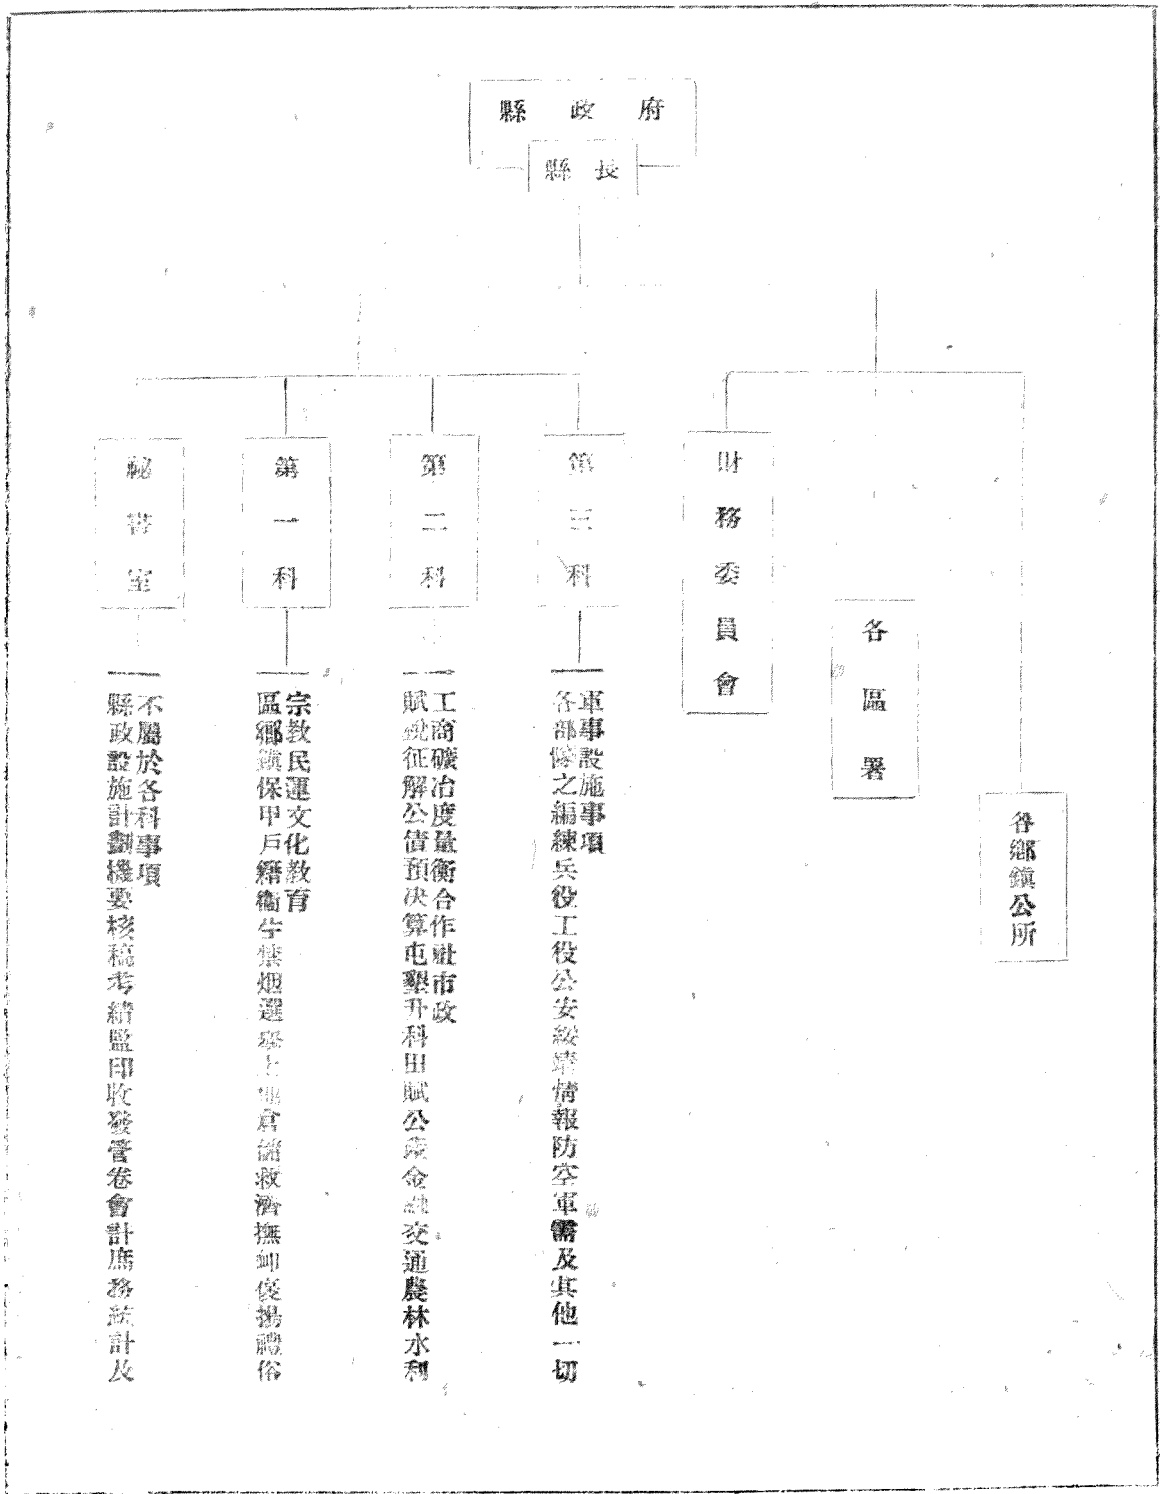 縣政府
縣長
祕書室
第一科
第二科
第三科
財務委員會
各區署
各鄉鎮公所
縣政設施計劃機要核稿考績監印收發管卷會計庶務統計及
不屬於各科事項
區鄉鎮保甲戶籍衛生禁烟選舉土地倉儲救濟撫卹褒揚禮俗
宗教民運文化教育
賦稅征解公債預決算屯墾升科田賦公產金融交通農林水利
工商礦冶度量衡合作社市政
各部隊之編練兵役工役公安綏靖情報防空軍需及其他一切
軍事設施事項